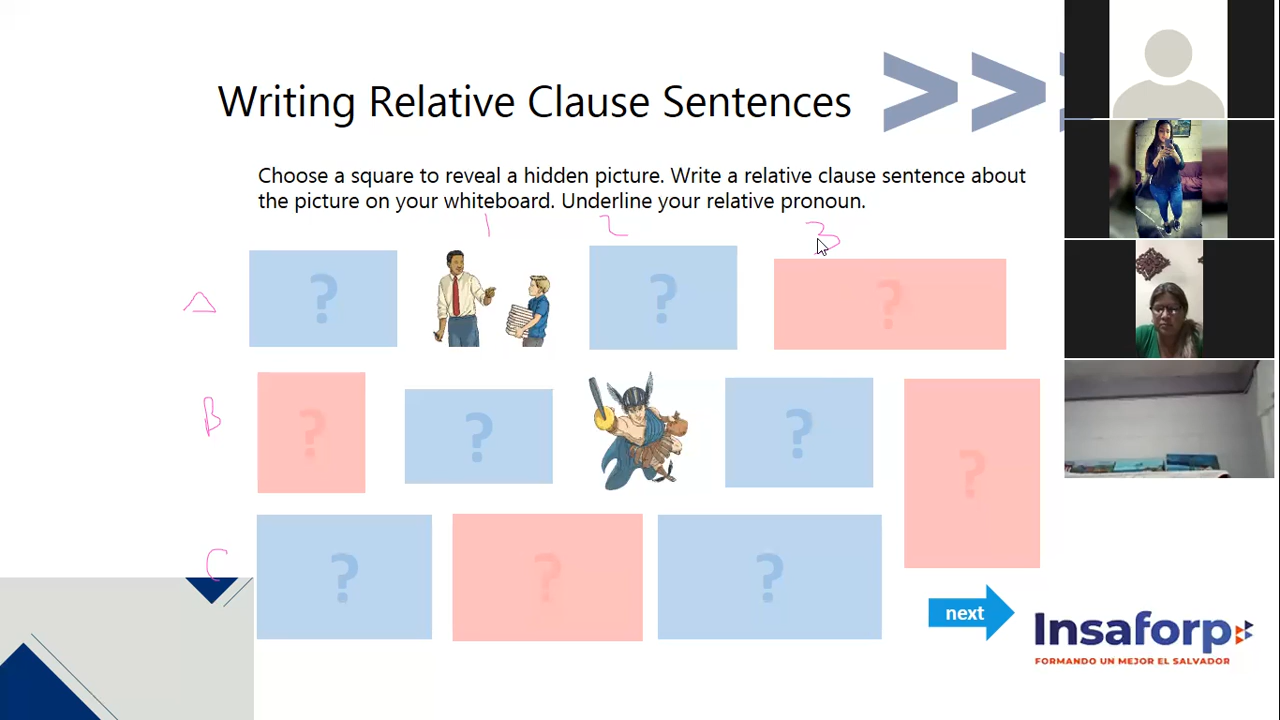 Writing Relative Clause Sentences >>
Choose a square to reveal a hidden picture. Write a relative clause sentence about
the picture on your whiteboard. Underline your relative pronoun.
1 2 3
? ? ?
A
B
? ? ? ?
C
? ? ?
next
Insaforp
FORMANDO UN MEJOR EL SALVADOR